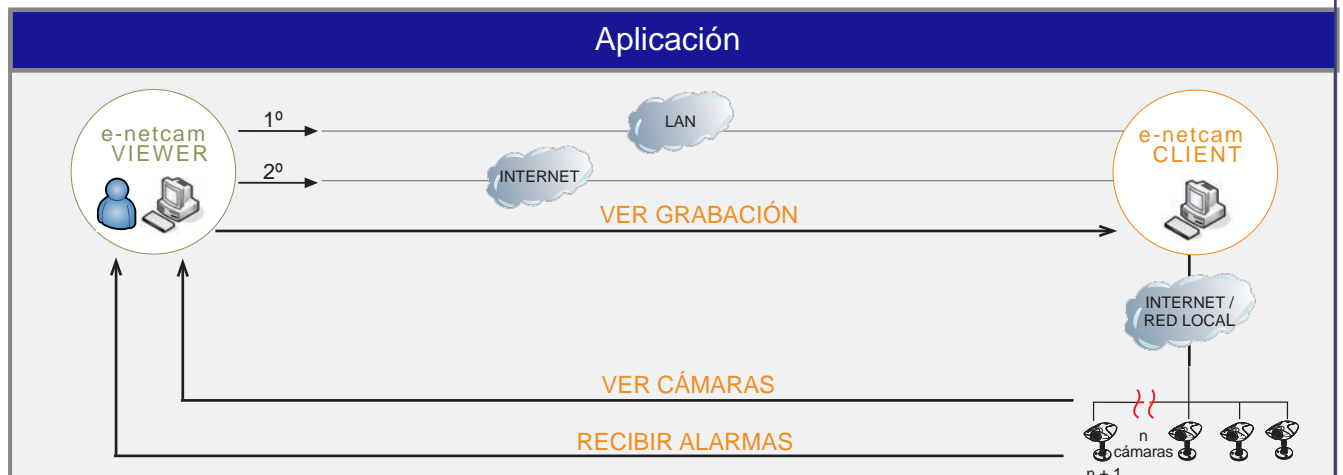 Aplicación
1º
LAN
e-netcam
VIEWER
e-netcam
CLIENT
2º
INTERNET
VER GRABACIÓN
INTERNET /
RED LOCAL
VER CÁMARAS
RECIBIR ALARMAS
n
cámaras
n + 1